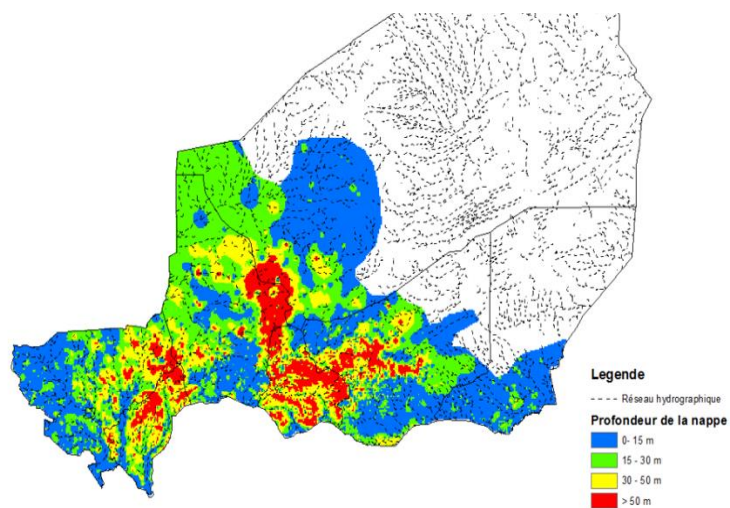 Legende
Réseau hydrographique
Profondeur de la nappe
0- 15 m
15 - 30 m
30 - 50 m
> 50 m